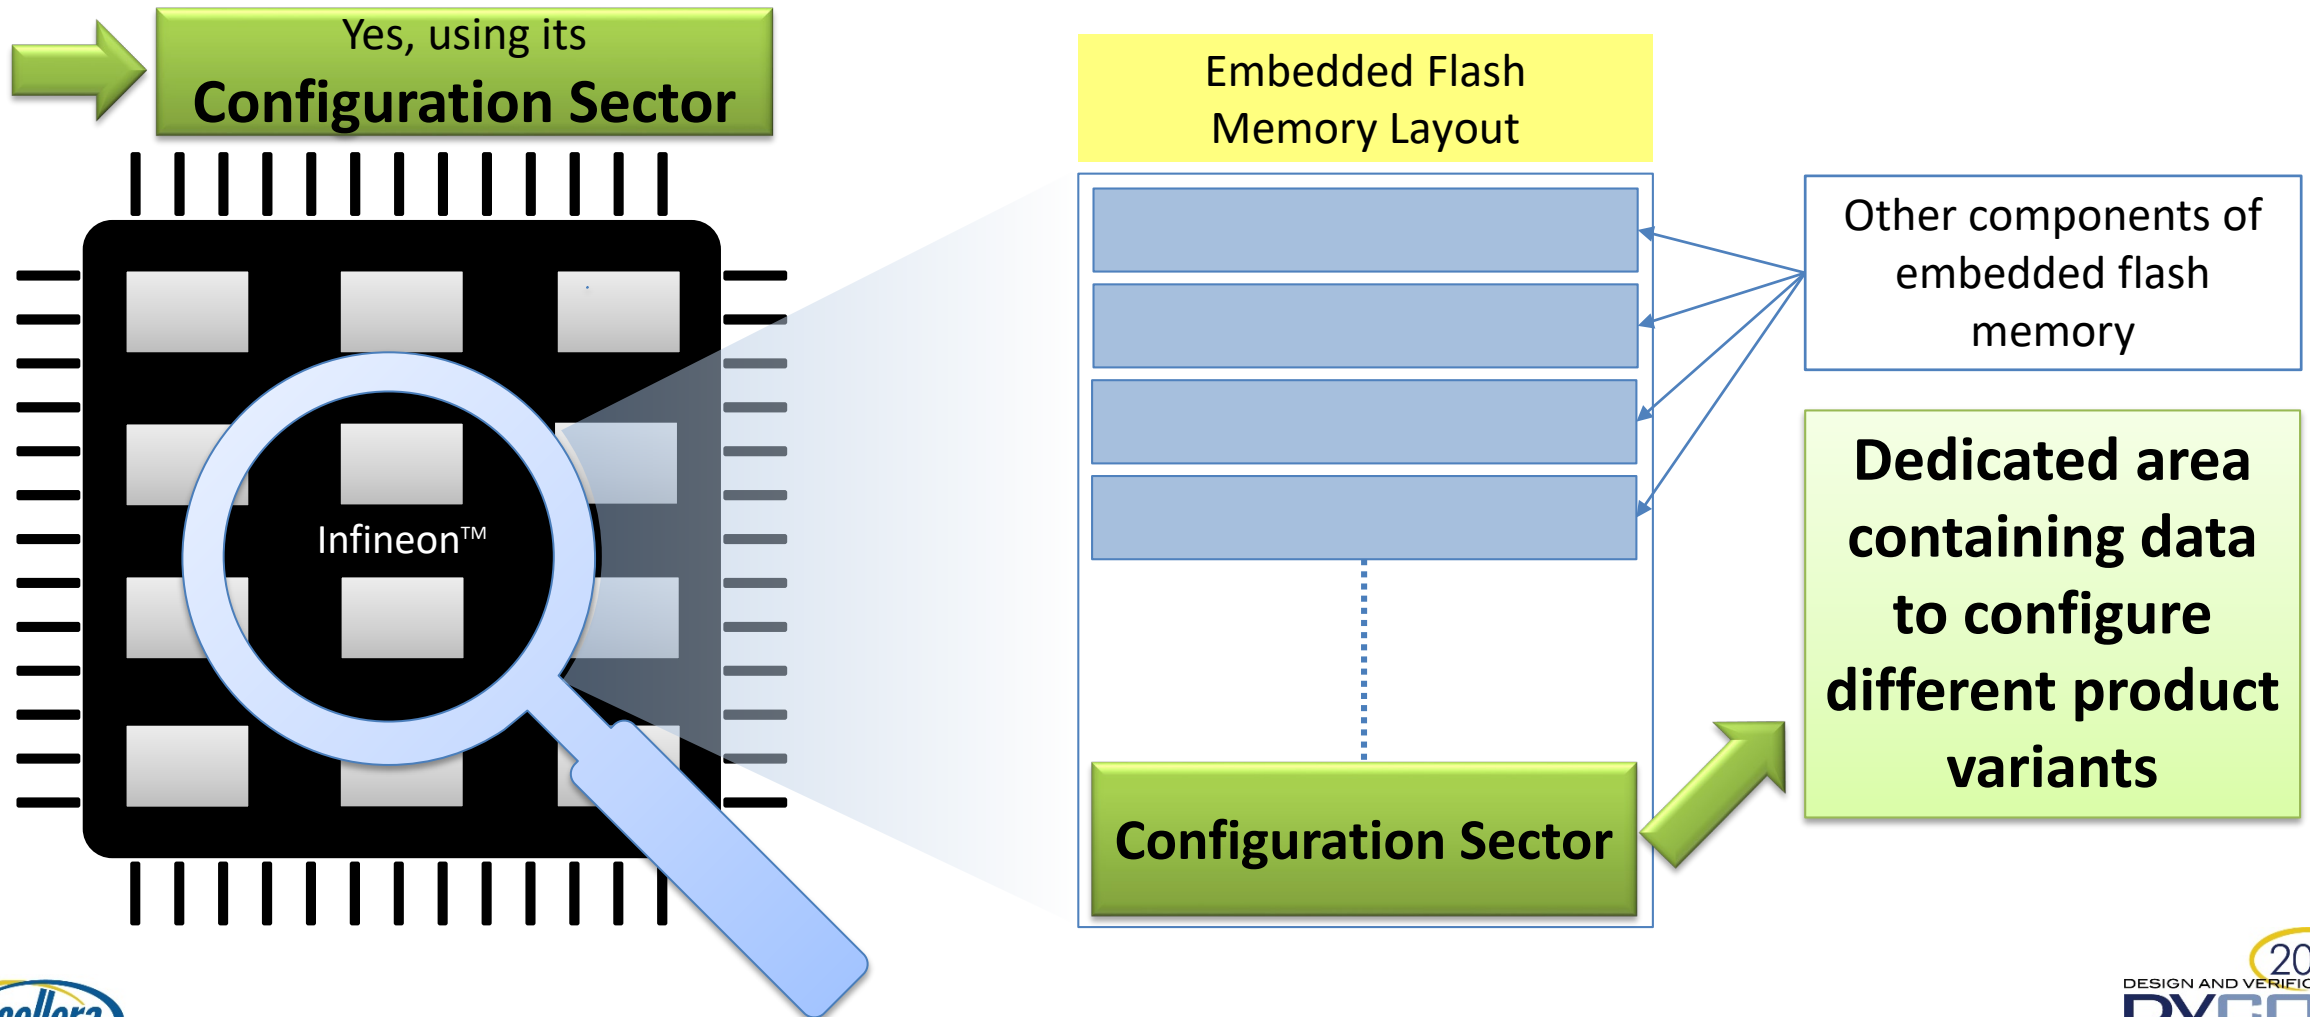 Yes, using its
Configuration Sector
Embedded Flash
Memory Layout
Other components of
embedded flash
memory
Infineon™
Dedicated area
containing data
to configure
different product
variants
Configuration Sector
DESIGN AND